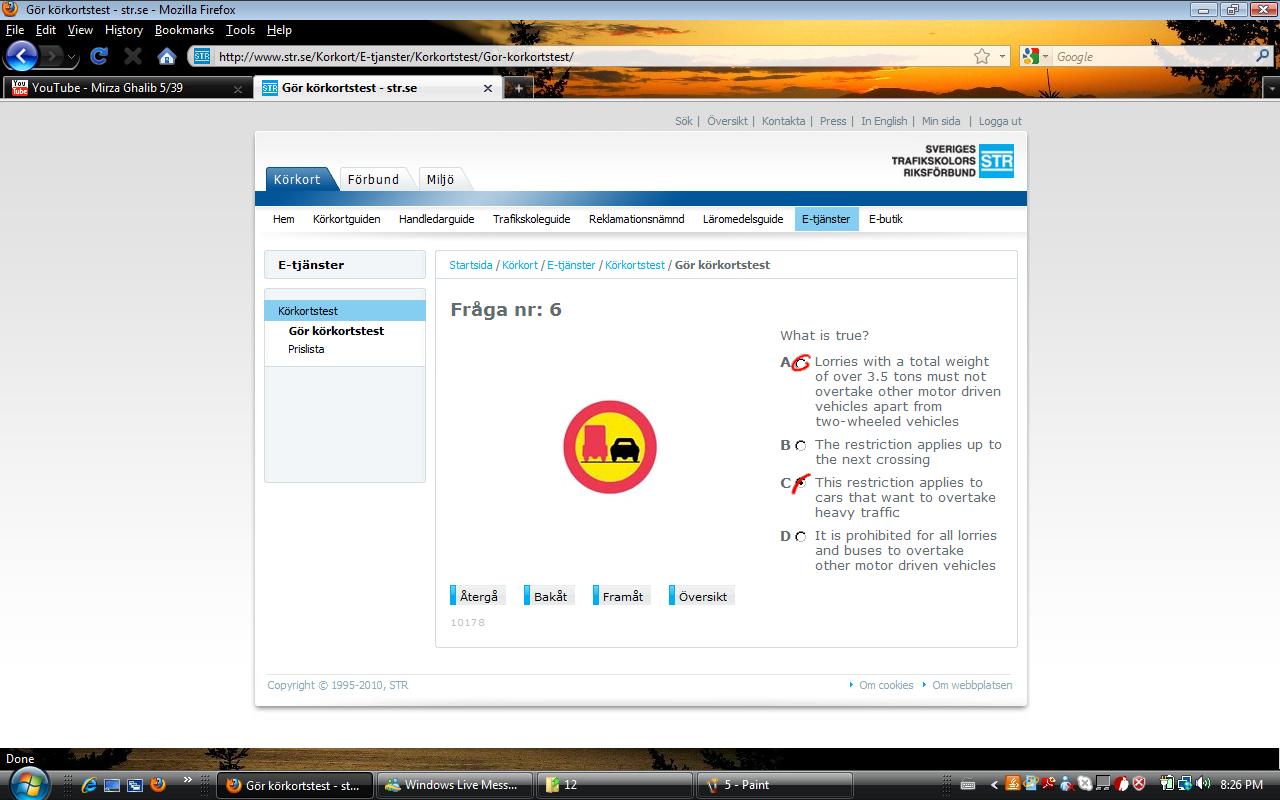 Gör körkortstest - str.se - Mozilla Firefox
File Edit View History Bookmarks Tools Help
STR http://www.str.se/Korkort/E-tjanster/Korkortstest/Gor-korkortstest/ Google
YouTube - Mirza Ghalib 5/39 STR Gör körkortstest - str.se
Sök | Översikt | Kontakta | Press | In English | Min sida | Logga ut
SVERIGES
TRAFIKSKOLORS STR
RIKSFÖRBUND
Körkort Förbund Miljö
Hem Körkortguiden Handledarguide Trafikskoleguide Reklamationsnämnd Läromedelsguide E-tjänster E-butik
E-tjänster
Körkortstest
Gör körkortstest
Prislista
Startsida / Körkort / E-tjänster / Körkortstest / Gör körkortstest
Fråga nr: 6
What is true?
A Lorries with a total weight
of over 3.5 tons must not
overtake other motor driven
vehicles apart from
two-wheeled vehicles
B The restriction applies up to
the next crossing
C This restriction applies to
cars that want to overtake
heavy traffic
D It is prohibited for all lorries
and buses to overtake
other motor driven vehicles
Återgå Bakåt Framåt Översikt
10178
Copyright © 1995-2010, STR Om cookies Om webbplatsen
Done
Gör körkortstest - st... Windows Live Mess... 12 5 - Paint 8:26 PM